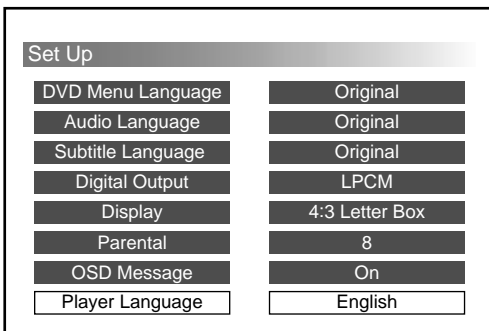 Set Up
DVD Menu Language Original
Audio Language Original
Subtitle Language Original
Digital Output LPCM
Display 4:3 Letter Box
Parental 8
OSD Message On
Player Language English